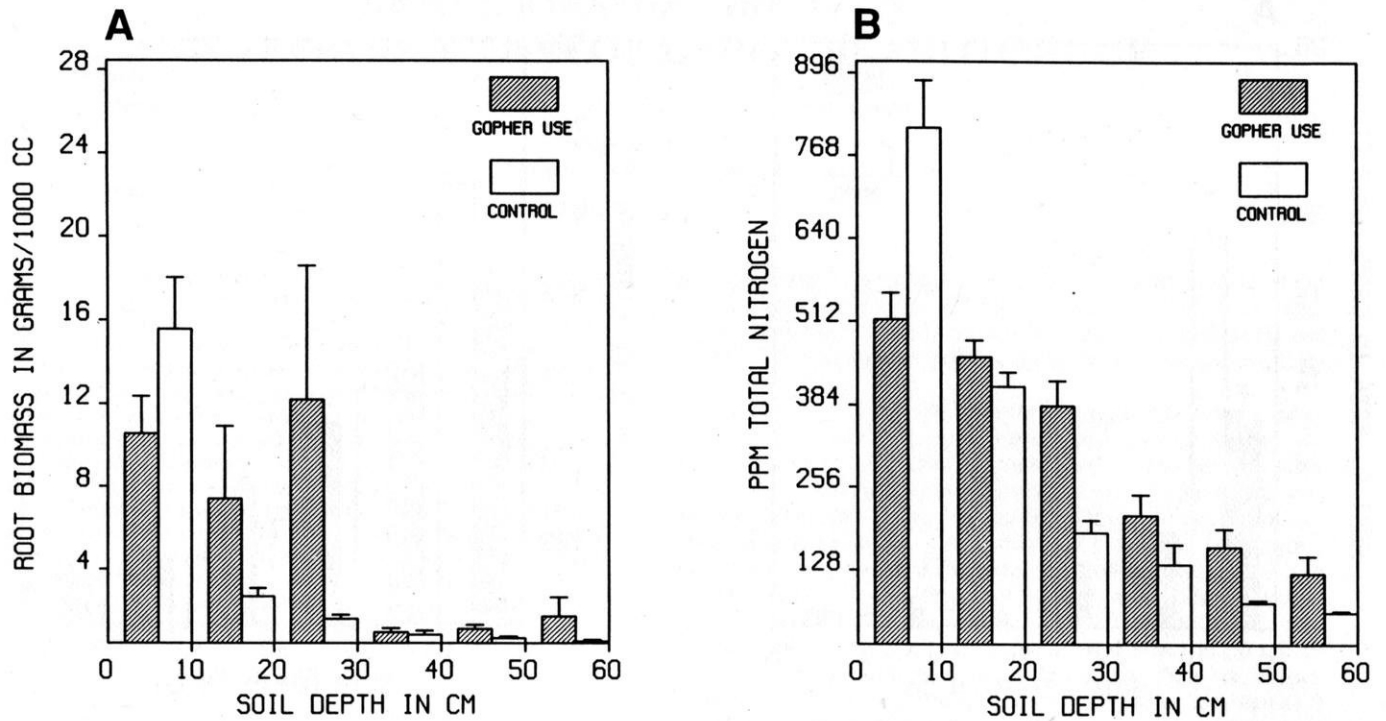 A
ROOT BIOMASS IN GRAMS/1000 CC
28
24
20
16
12
8
4
GOPHER USE
CONTROL
0 10 20 30 40 50 60
SOIL DEPTH IN CM
B
PPM TOTAL NITROGEN
896
768
640
512
384
256
128
GOPHER USE
CONTROL
0 10 20 30 40 50 60
SOIL DEPTH IN CM